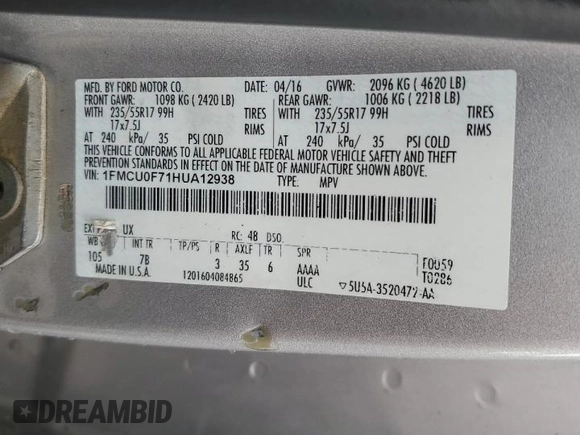 MFD. BY FORD MOTOR CO.
DATE: 04/16 GVWR: 2096 KG ( 4620 LB)
FRONT GAWR: 1098 KG ( 2420 LB) REAR GAWR: 1006 KG ( 2218 LB)
WITH 235/55R17 99H TIRES WITH 235/55R17 99H TIRES
17x7.5J RIMS 17x7.5J RIMS
AT 240 kPa/ 35 PSI COLD AT 240 kPa/ 35 PSI COLD
THIS VEHICLE CONFORMS TO ALL APPLICABLE FEDERAL MOTOR VEHICLE SAFETY AND
BUMPER STANDARDS IN EFFECT ON THE DATE OF MANUFACTURE SHOWN ABOVE.
VIN: 1FMCU0F71HUA12938 TYPE: MPV
UX RC: 48 DSO:
WB INT TR TP/PS R AXLE TR SPR F0059
105 7B 3 35 6 AAAA T0286
MADE IN U.S.A. 1201604084865 ULC 5U5A-3520472-AA
DREAMBID